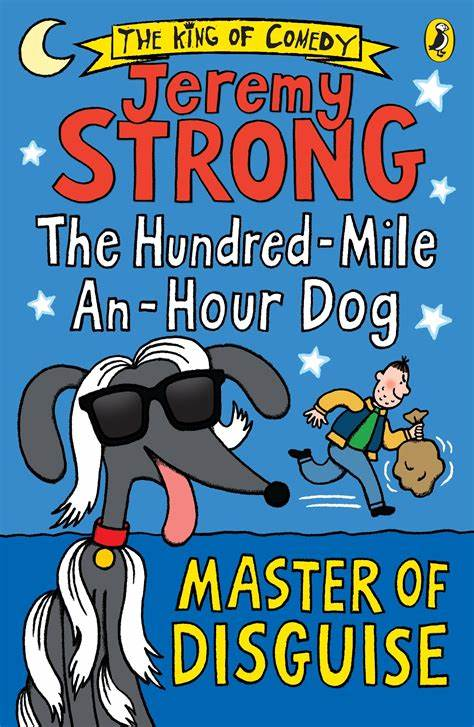 THE KING OF COMEDY
Jeremy
STRONG
The Hundred-Mile
An-Hour Dog
MASTER OF
DISGUISE